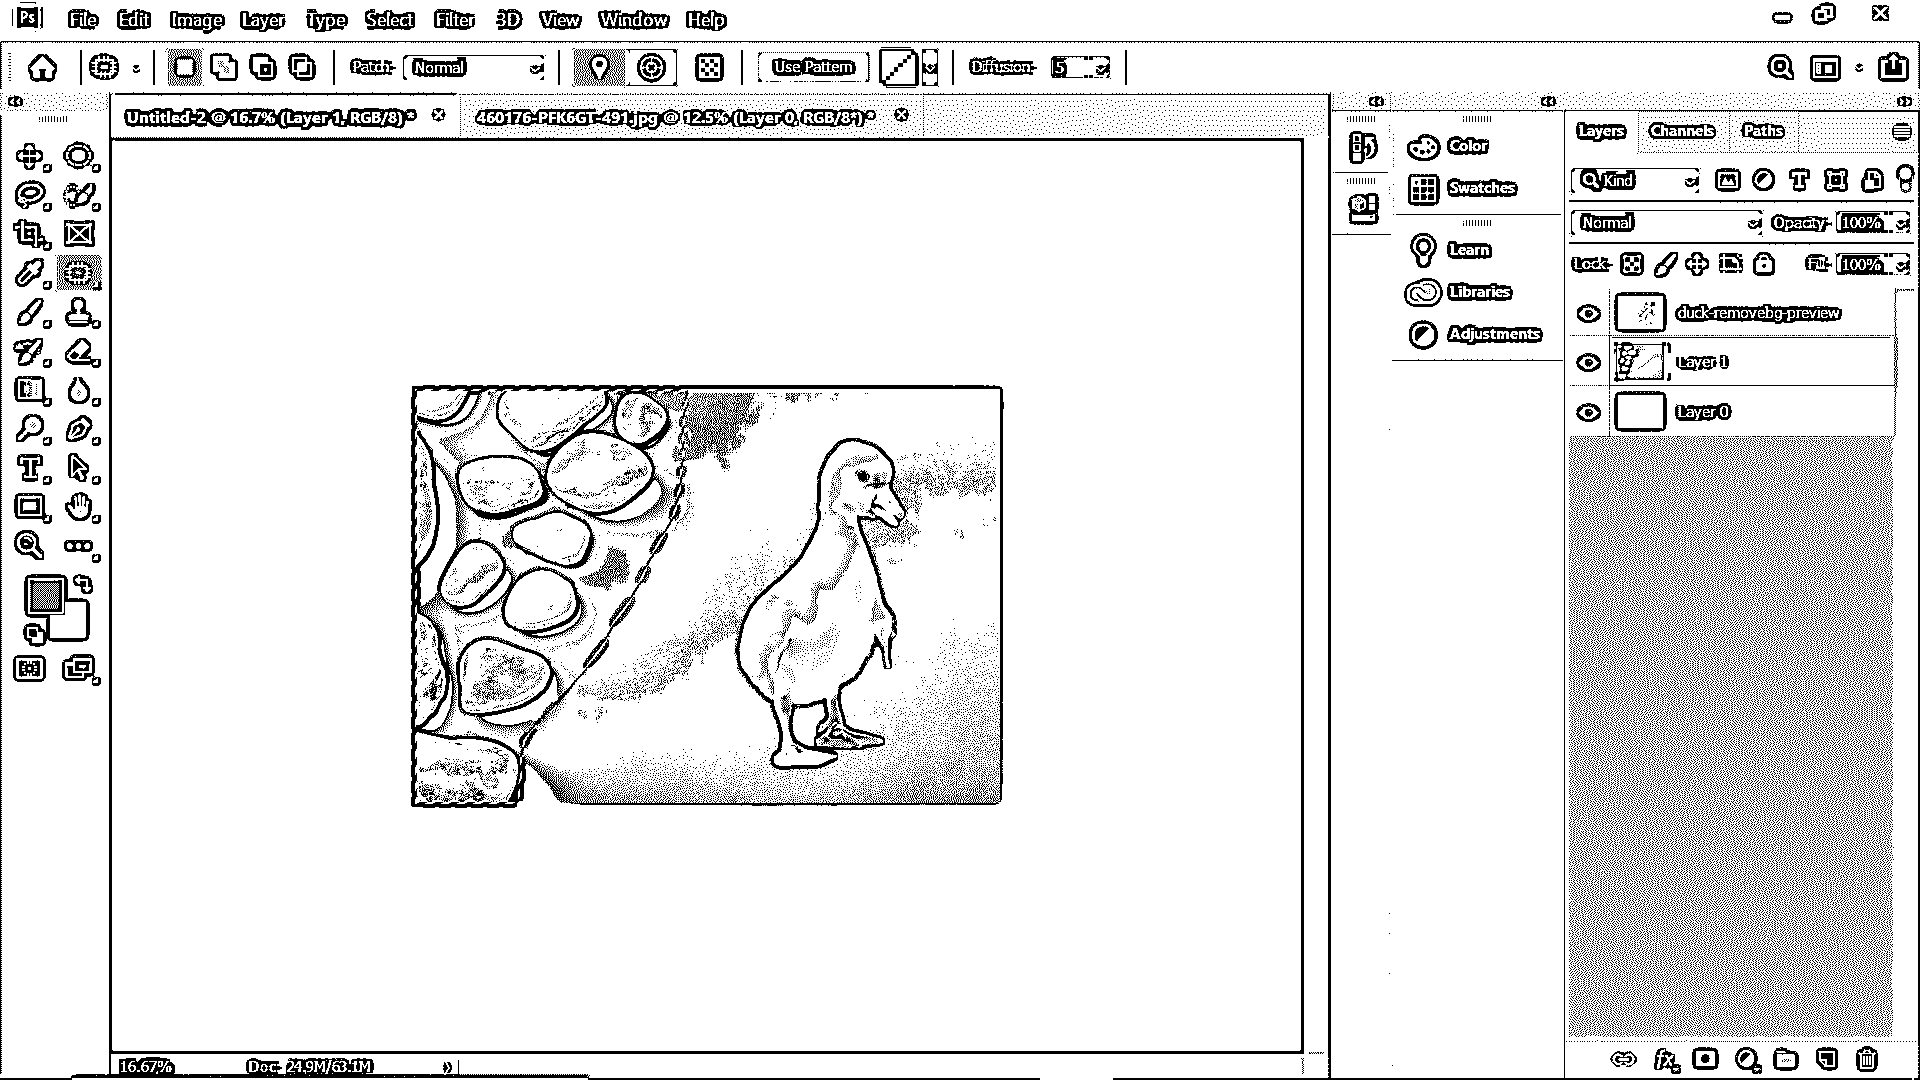 Ps File Edit Image Layer Type Select Filter 3D View Window Help
Patch: Normal Use Pattern Diffusion: 5
Untitled-2 @ 16.7% (Layer 1, RGB/8) * 460176-PFK6GT-491.jpg @ 12.5% (Layer 0, RGB/8*) *
Layers Channels Paths
Color
Kind
Swatches
Normal Opacity: 100%
Learn
Lock: Fill: 100%
Libraries
duck-removebg-preview
Adjustments
Layer 1
Layer 0
16.67% Doc: 24.9M/63.1M